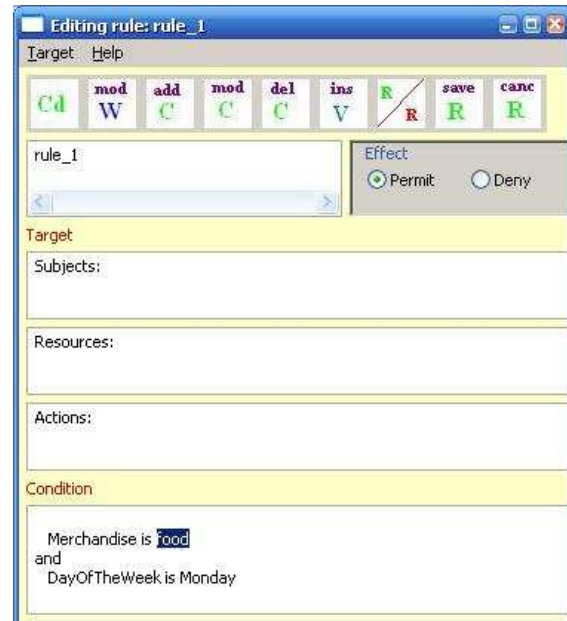 Editing rule: rule_1
Target Help
Cd mod W add C mod C del C ins V R R save R canc R
rule_1
Effect
Permit Deny
Target
Subjects:
Resources:
Actions:
Condition
Merchandise is food
and
DayOfTheWeek is Monday